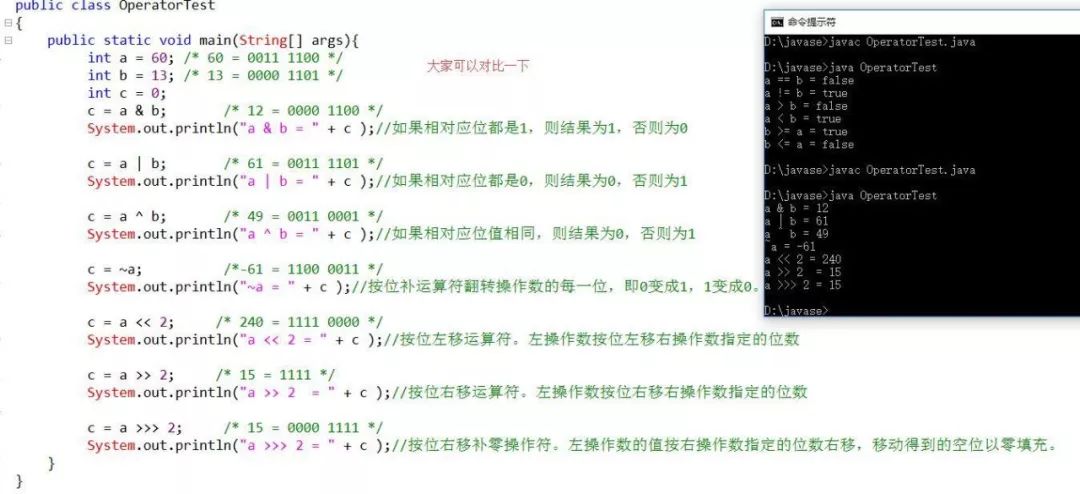 public class OperatorTest
{
public static void main(String[] args){
int a = 60; /* 60 = 0011 1100 */
int b = 13; /* 13 = 0000 1101 */
大家可以对比一下
int c = 0;
c = a & b;       /* 12 = 0000 1100 */
System.out.println("a & b = " + c );//如果相对应位都是1，则结果为1，否则为0
c = a | b;       /* 61 = 0011 1101 */
System.out.println("a | b = " + c );//如果相对应位都是0，则结果为0，否则为1
c = a ^ b;       /* 49 = 0011 0001 */
System.out.println("a ^ b = " + c );//如果相对应位值相同，则结果为0，否则为1
c = ~a;          /*-61 = 1100 0011 */
System.out.println("~a = " + c );//按位补运算符翻转操作数的每一位，即0变成1，1变成0。
c = a << 2;     /* 240 = 1111 0000 */
System.out.println("a << 2 = " + c );//按位左移运算符。左操作数按位左移右操作数指定的位数
c = a >> 2;     /* 15 = 1111 */
System.out.println("a >> 2  = " + c );//按位右移运算符。左操作数按位右移右操作数指定的位数
c = a >>> 2;     /* 15 = 0000 1111 */
System.out.println("a >>> 2 = " + c );//按位右移补零操作符。左操作数的值按右操作数指定的位数右移，移动得到的空位以零填充。
}
}
命令提示符
D:\javase>javac OperatorTest.java
D:\javase>java OperatorTest
a == b = false
a != b = true
a > b = false
a < b = true
b >= a = true
b <= a = false
D:\javase>javac OperatorTest.java
D:\javase>java OperatorTest
a & b = 12
a | b = 61
a ^ b = 49
~a = -61
a << 2 = 240
a >> 2  = 15
a >>> 2 = 15
D:\javase>